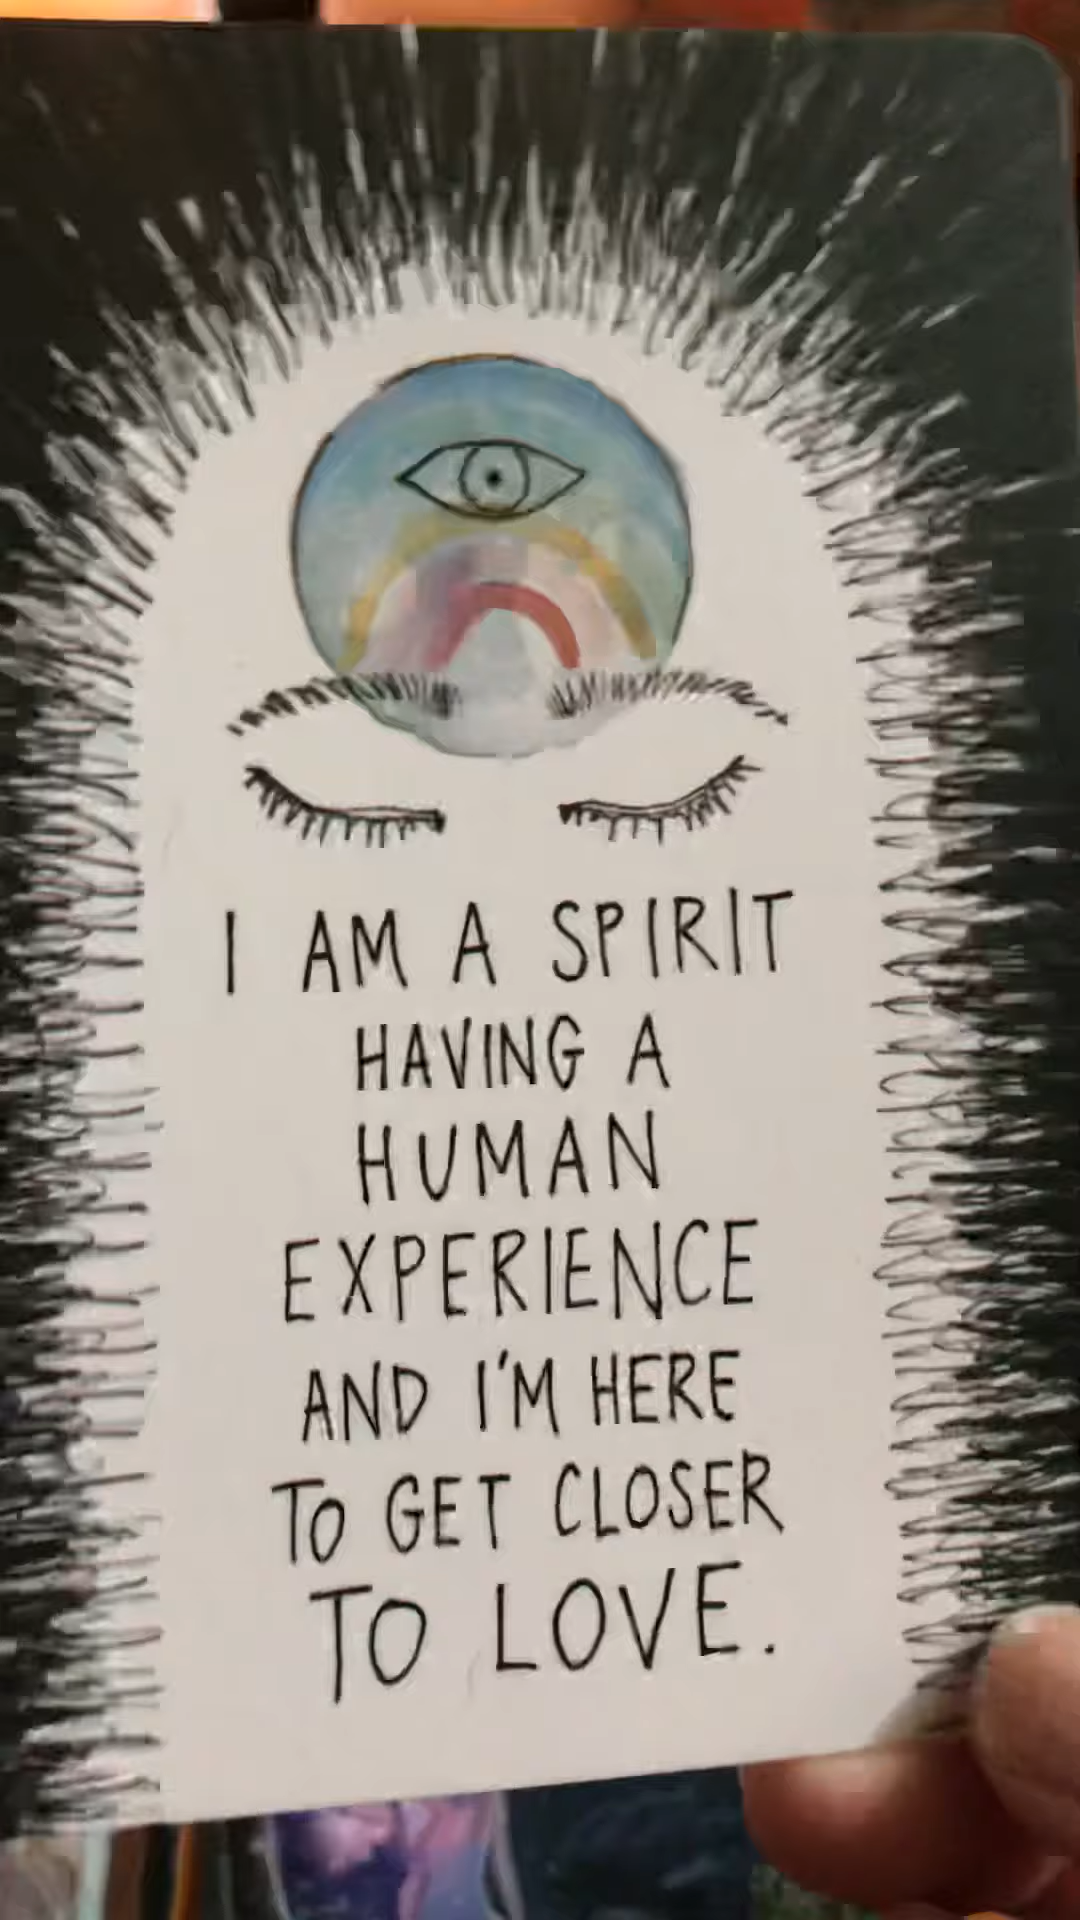 I AM A SPIRIT
HAVING A
HUMAN
EXPERIENCE
AND I'M HERE
TO GET CLOSER
TO LOVE.